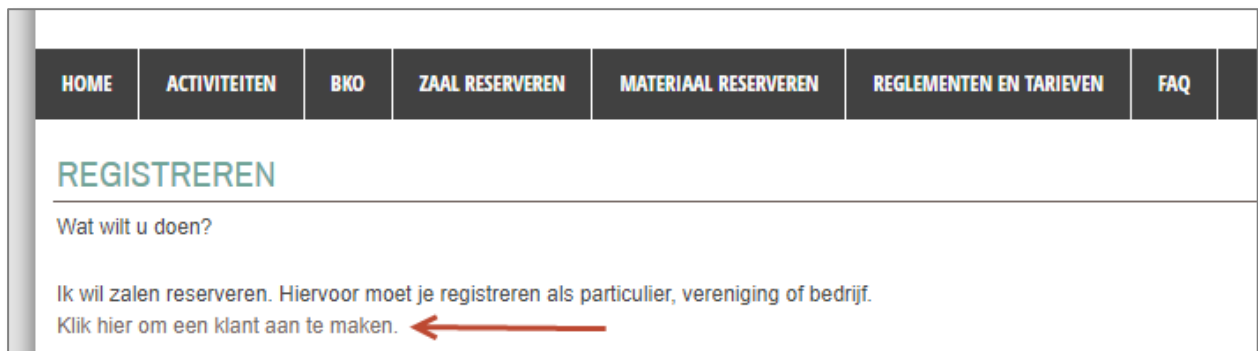 HOME ACTIVITEITEN BKO ZAAL RESERVEREN MATERIAAL RESERVEREN REGLEMENTEN EN TARIEVEN FAQ
REGISTREREN
Wat wilt u doen?
Ik wil zalen reserveren. Hiervoor moet je registreren als particulier, vereniging of bedrijf.
Klik hier om een klant aan te maken.